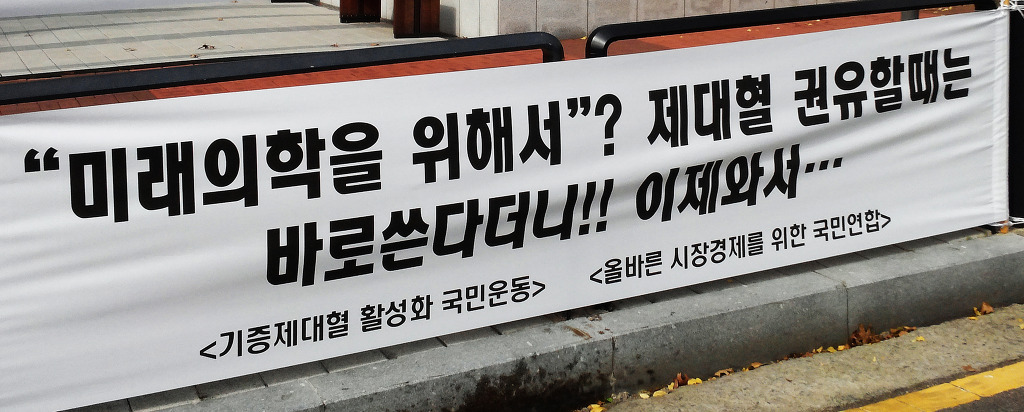 “미래의학을 위해서”? 제대혈 권유할때는
바로쓴다더니!! 이제와서…
<기증제대혈 활성화 국민운동> <올바른 시장경제를 위한 국민연합>